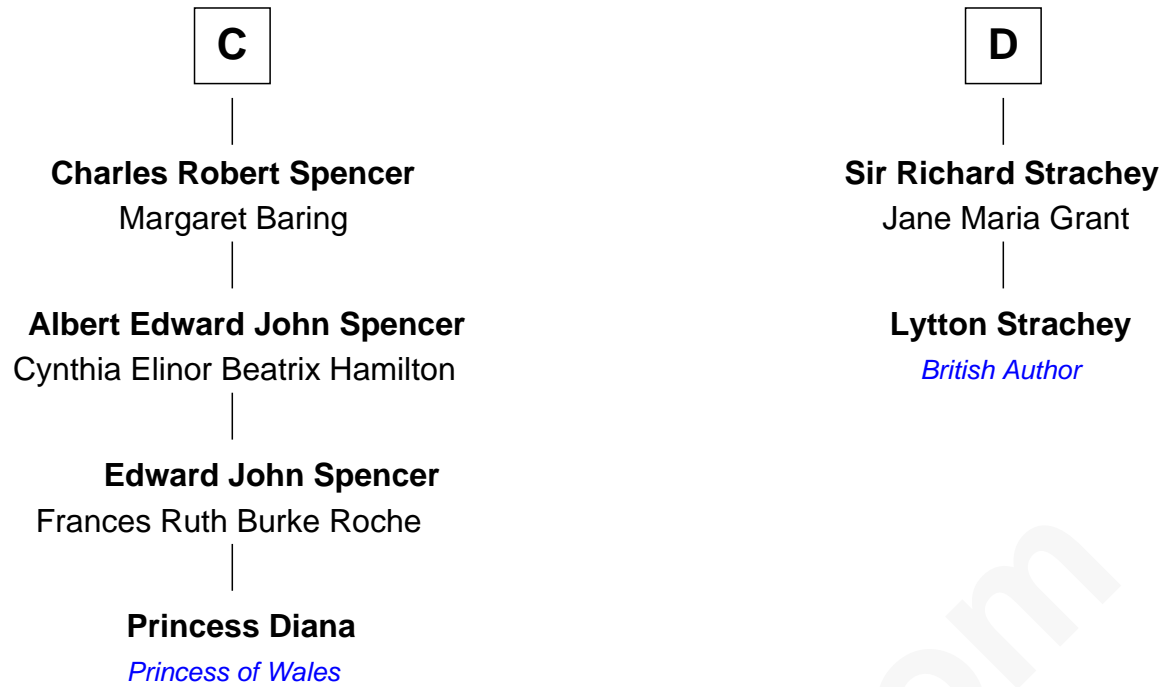 C
Charles Robert Spencer
Margaret Baring
Albert Edward John Spencer
Cynthia Elinor Beatrix Hamilton
Edward John Spencer
Frances Ruth Burke Roche
Princess Diana
Princess of Wales
D
Sir Richard Strachey
Jane Maria Grant
Lytton Strachey
British Author
om